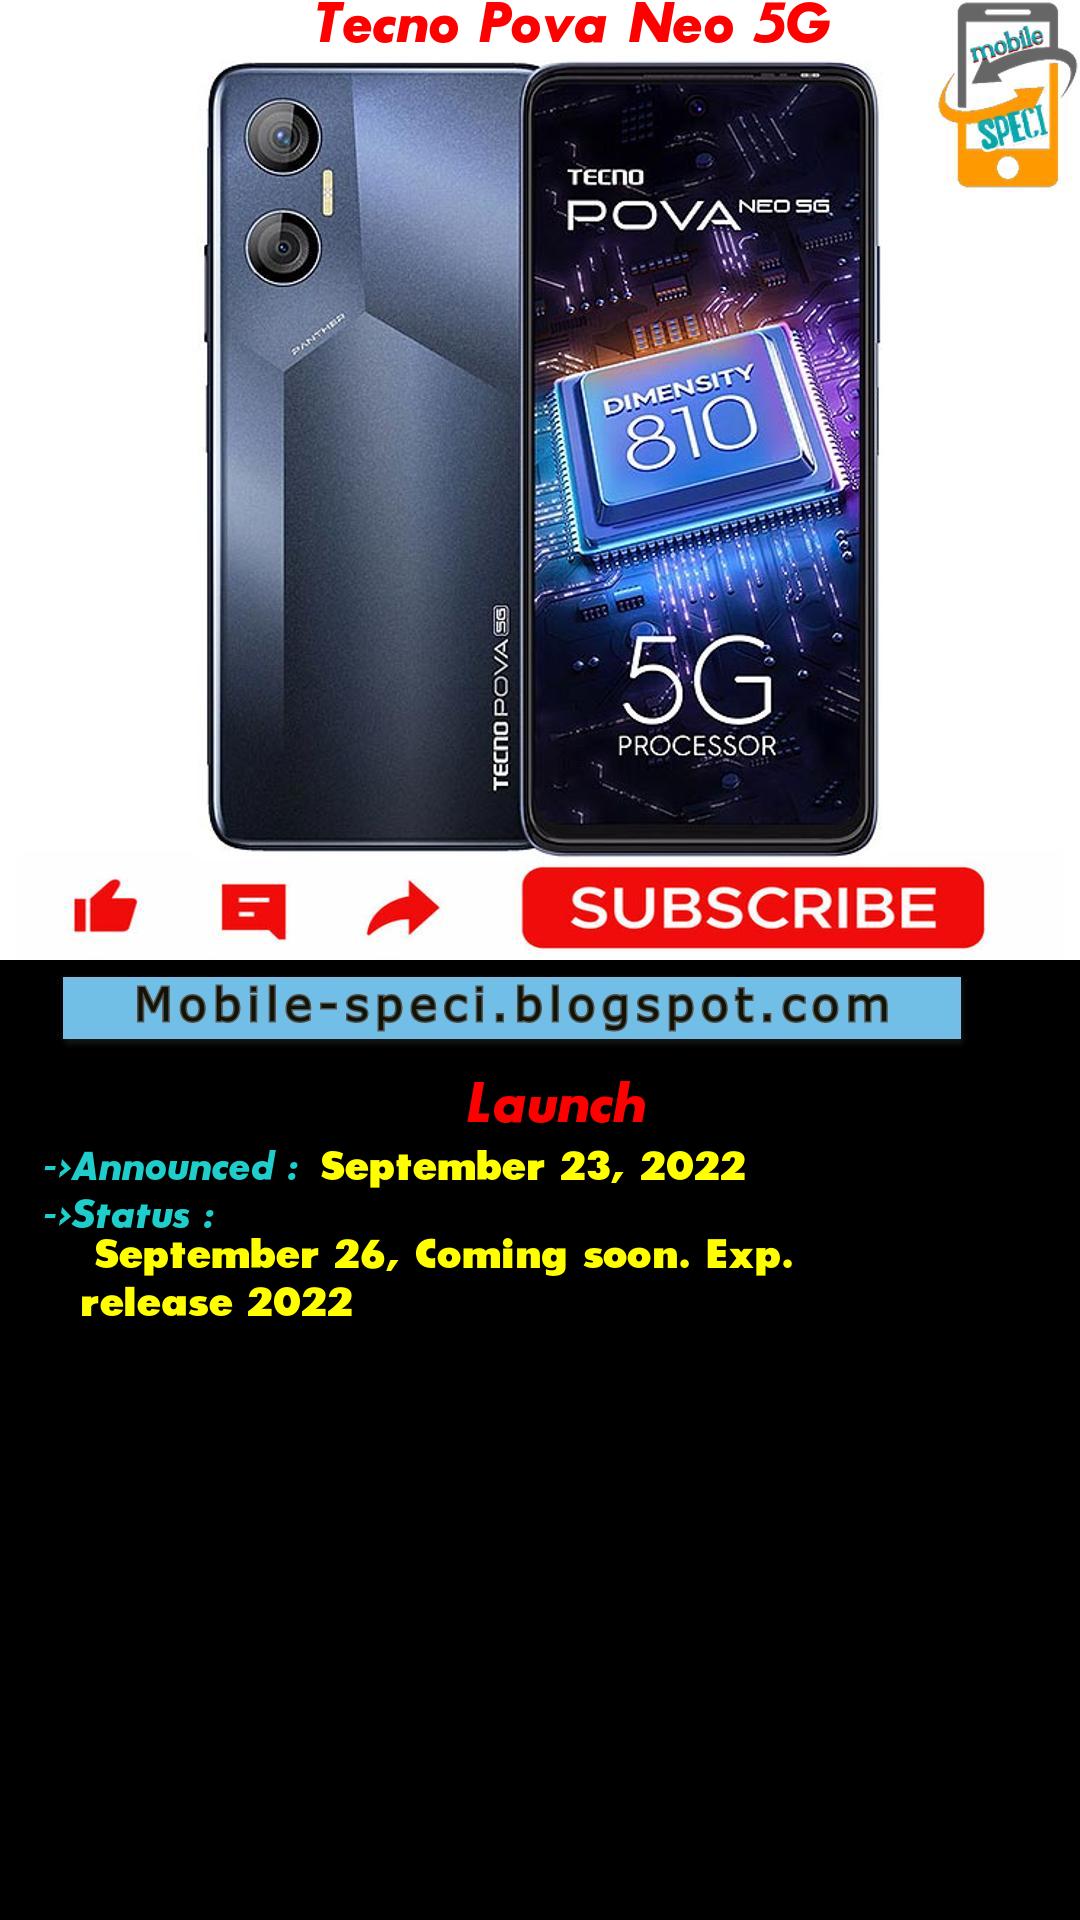 Tecno Pova Neo 5G
mobile
SPECI
TECNO
POVA NEO 5G
PANTHER
DIMENSITY
810
TECNO POVA 5G
5G
PROCESSOR
SUBSCRIBE
Mobile-speci.blogspot.com
Launch
->Announced : September 23, 2022
->Status :
September 26, Coming soon. Exp.
release 2022